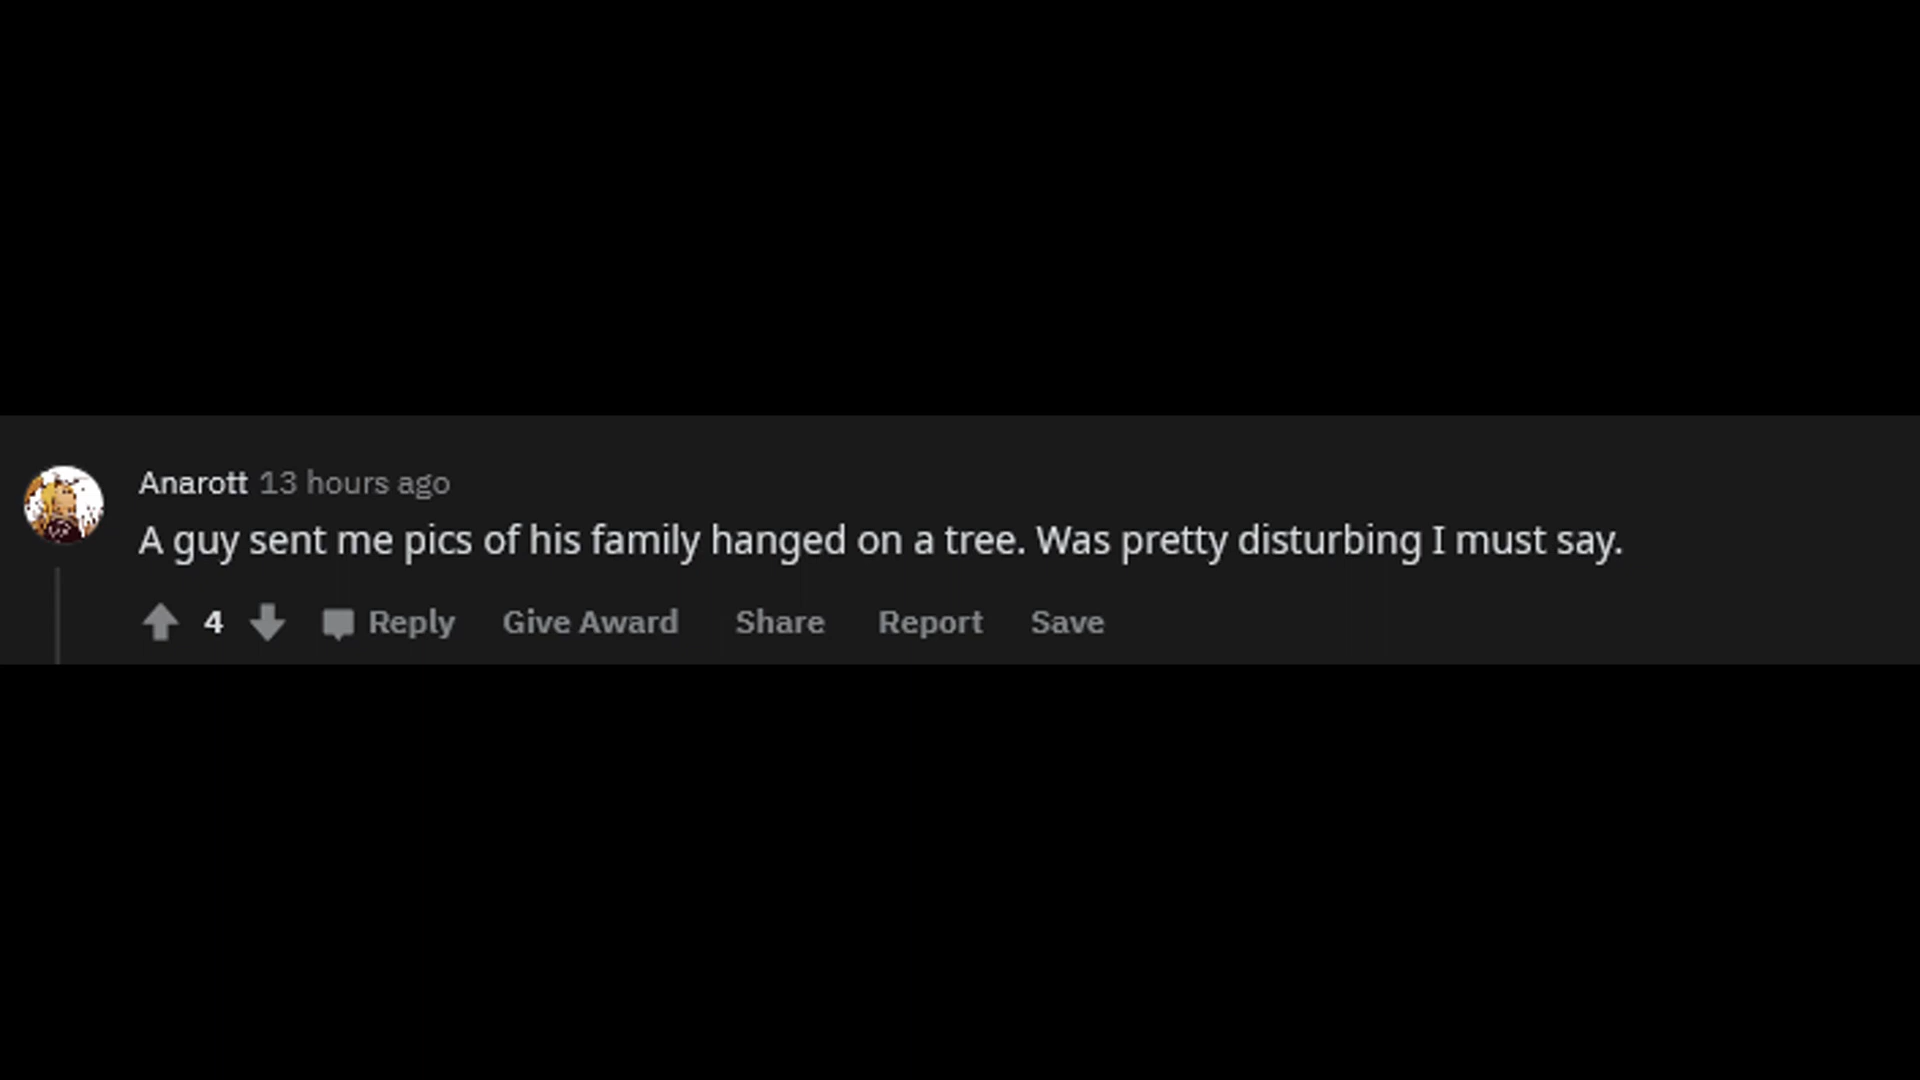 Anarott 13 hours ago
A guy sent me pics of his family hanged on a tree. Was pretty disturbing I must say.
4 Reply Give Award Share Report Save